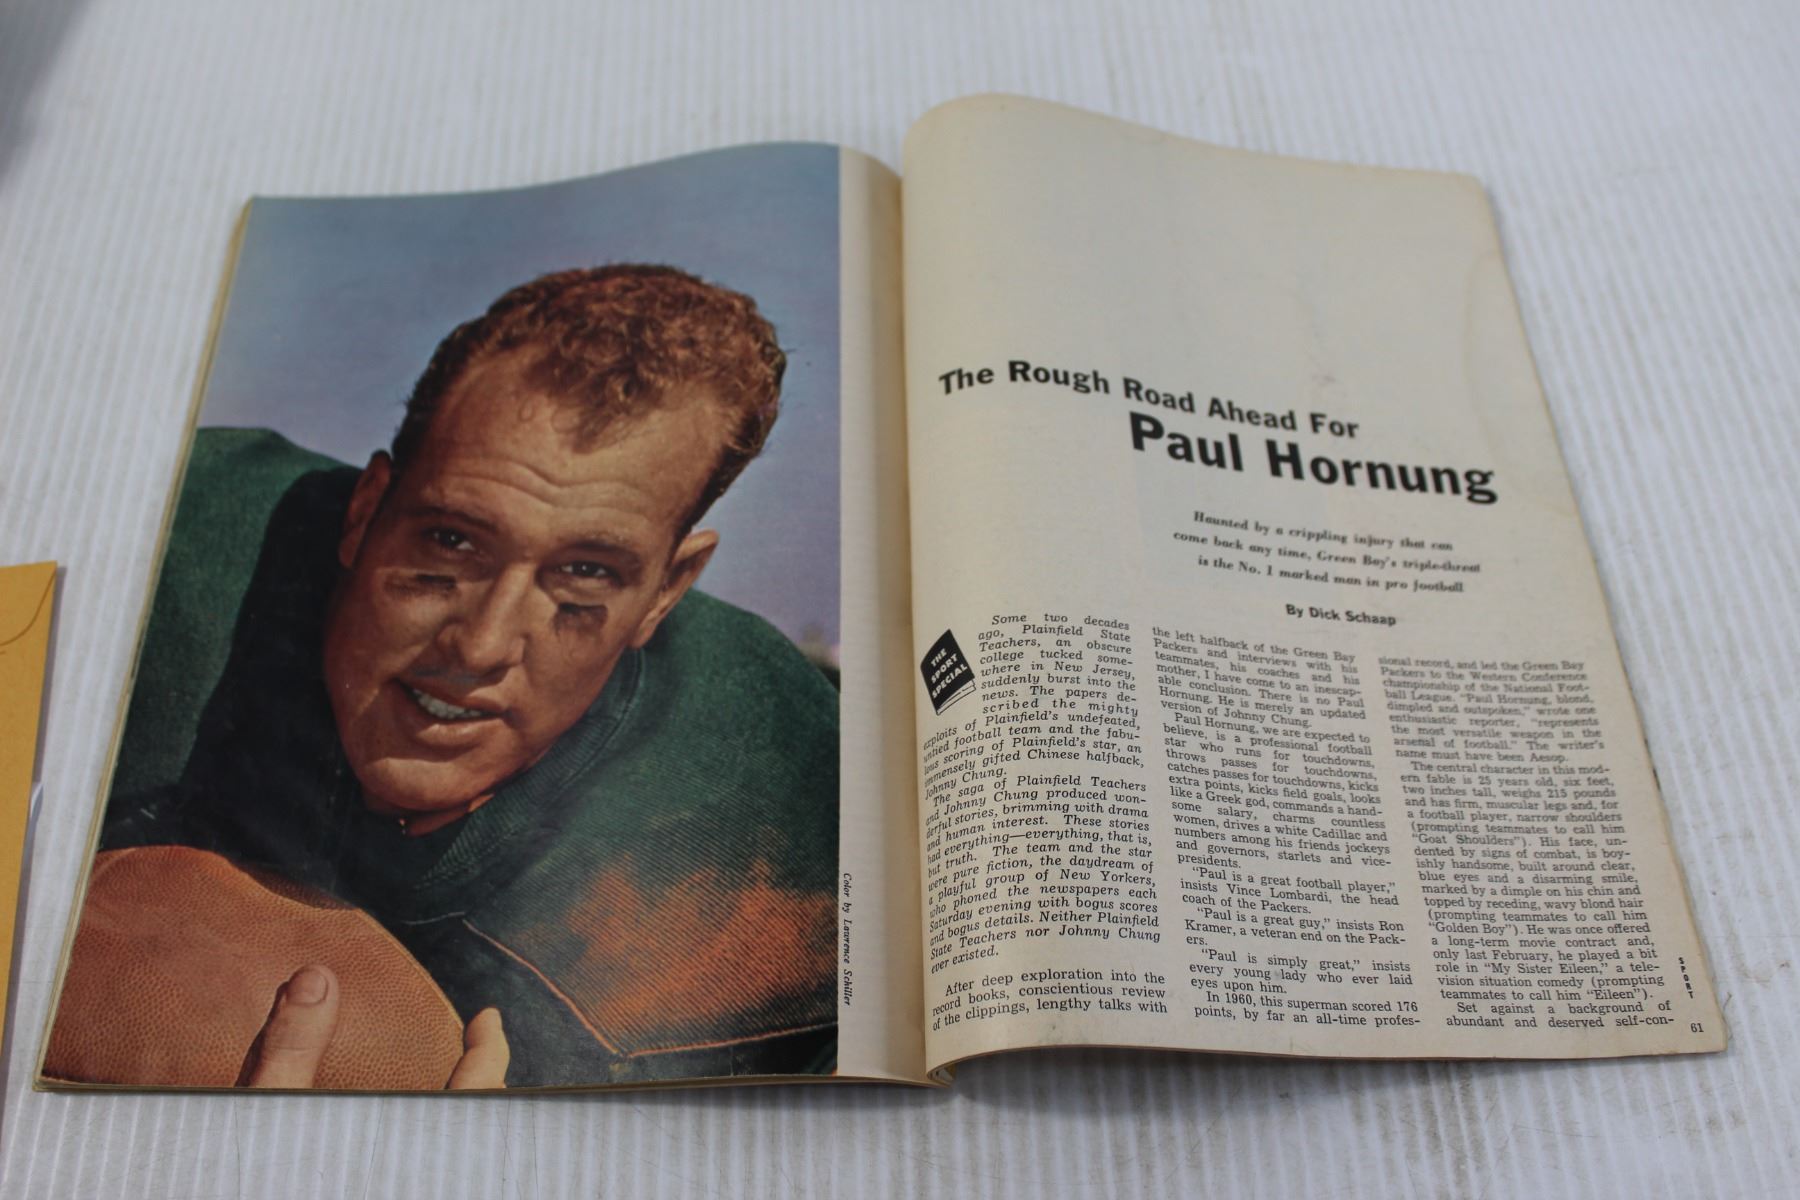 Color by Lawrence Schiller
The Rough Road Ahead For
Paul Hornung
Haunted by a crippling injury that can
come back any time, Green Bay's triple-threat
is the No. 1 marked man in pro football
By Dick Schaap
THE
SPORT
SPECIAL
Some two decades
ago, Plainfield State
Teachers, an obscure
college tucked some-
where in New Jersey,
suddenly burst into the
news. The papers de-
scribed the mighty
exploits of Plainfield's undefeated,
untied football team and the fabu-
lous scoring of Plainfield's star, an
immensely gifted Chinese halfback,
Johnny Chung.
The saga of Plainfield Teachers
and Johnny Chung produced won-
derful stories, brimming with drama
and human interest. These stories
had everything—everything, that is,
but truth. The team and the star
were pure fiction, the daydream of
a playful group of New Yorkers,
who phoned the newspapers each
Saturday evening with bogus scores
and bogus details. Neither Plainfield
State Teachers nor Johnny Chung
ever existed.
After deep exploration into the
record books, conscientious review
of the clippings, lengthy talks with
the left halfback of the Green Bay
Packers and interviews with his
teammates, his coaches and his
mother, I have come to an inescap-
able conclusion. There is no Paul
Hornung. He is merely an updated
version of Johnny Chung.
Paul Hornung, we are expected to
believe, is a professional football
star who runs for touchdowns,
throws passes for touchdowns,
catches passes for touchdowns, kicks
extra points, kicks field goals, looks
like a Greek god, commands a hand-
some salary, charms countless
women, drives a white Cadillac and
numbers among his friends jockeys
and governors, starlets and vice-
presidents.
"Paul is a great football player,"
insists Vince Lombardi, the head
coach of the Packers.
"Paul is a great guy," insists Ron
Kramer, a veteran end on the Pack-
ers.
"Paul is simply great," insists
every young lady who ever laid
eyes upon him.
In 1960, this superman scored 176
points, by far an all-time profes-
sional record, and led the Green Bay
Packers to the Western Conference
championship of the National Foot-
ball League. "Paul Hornung, blond,
dimpled and outspoken," wrote one
enthusiastic reporter, "represents
the most versatile weapon in the
arsenal of football." The writer's
name must have been Aesop.
The central character in this mod-
ern fable is 25 years old, six feet,
two inches tall, weighs 215 pounds
and has firm, muscular legs and, for
a football player, narrow shoulders
(prompting teammates to call him
"Goat Shoulders"). His face, un-
dented by signs of combat, is boy-
ishly handsome, built around clear,
blue eyes and a disarming smile,
marked by a dimple on his chin and
topped by receding, wavy blond hair
(prompting teammates to call him
"Golden Boy"). He was once offered
a long-term movie contract and,
only last February, he played a bit
role in "My Sister Eileen," a tele-
vision situation comedy (prompting
teammates to call him "Eileen").
Set against a background of
abundant and deserved self-con-
SPORT
61